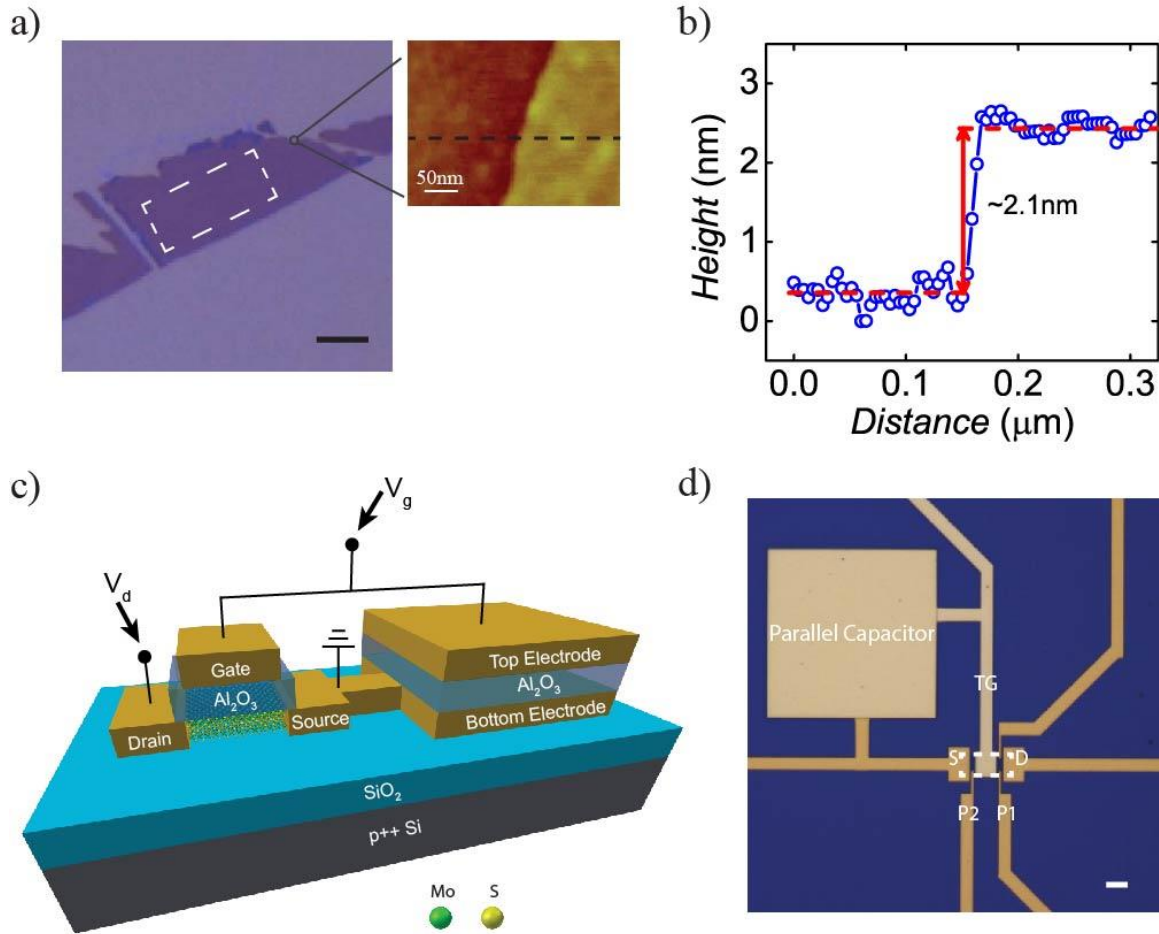 a)
50nm
b)
3
2
1
0
Height (nm)
~2.1nm
0.0 0.1 0.2 0.3
Distance (μm)
c)
V_g
V_d
Gate
Al₂O₃
Drain
Source
Top Electrode
Al₂O₃
Bottom Electrode
SiO₂
p++ Si
Mo S
d)
Parallel Capacitor
TG
S D
P2 P1